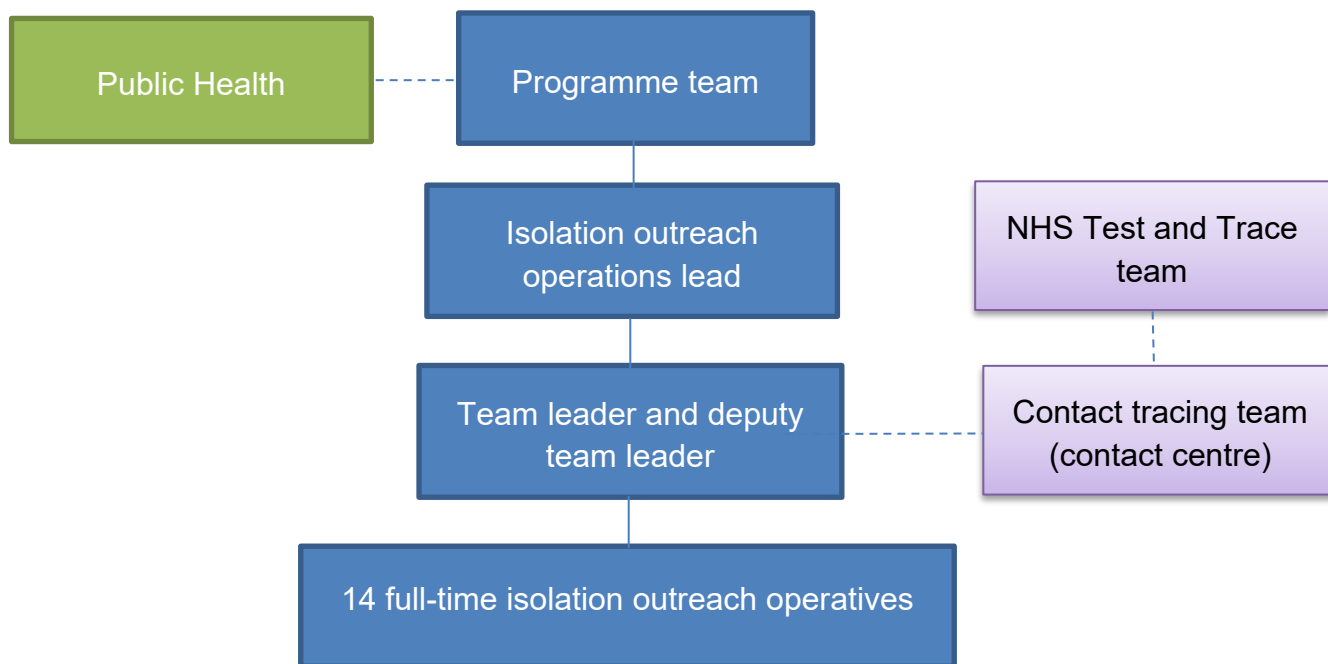 Public Health
Programme team
Isolation outreach
operations lead
NHS Test and Trace
team
Team leader and deputy
team leader
Contact tracing team
(contact centre)
14 full-time isolation outreach operatives